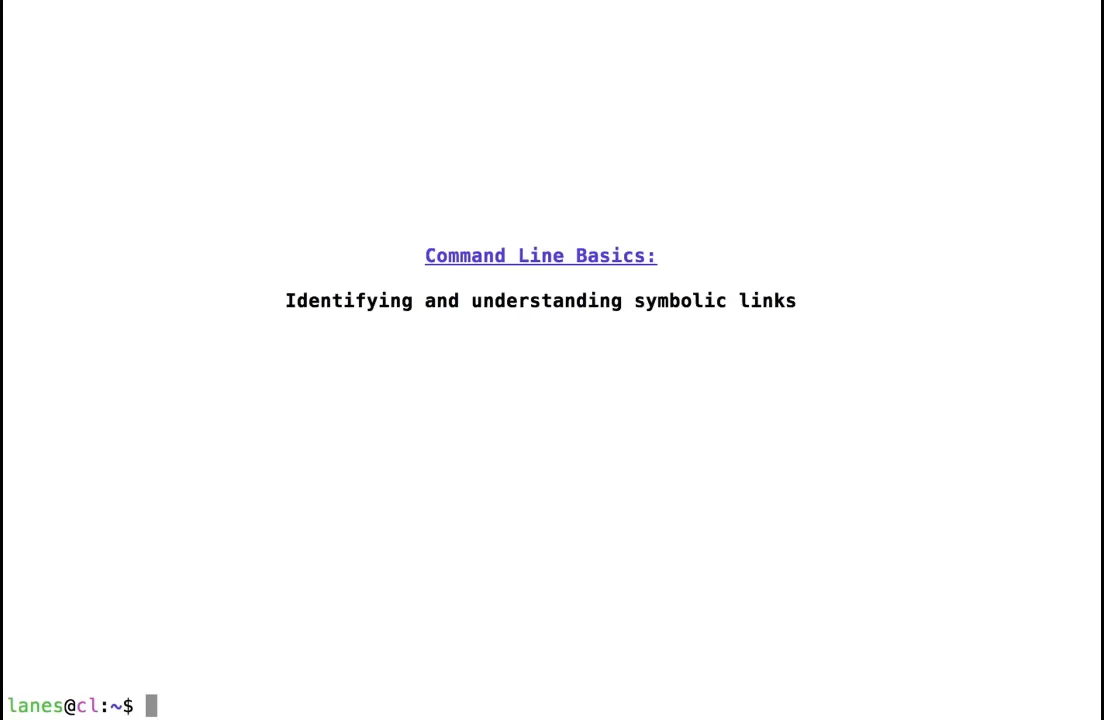 Command Line Basics:
Identifying and understanding symbolic links
lanes@cl:~$